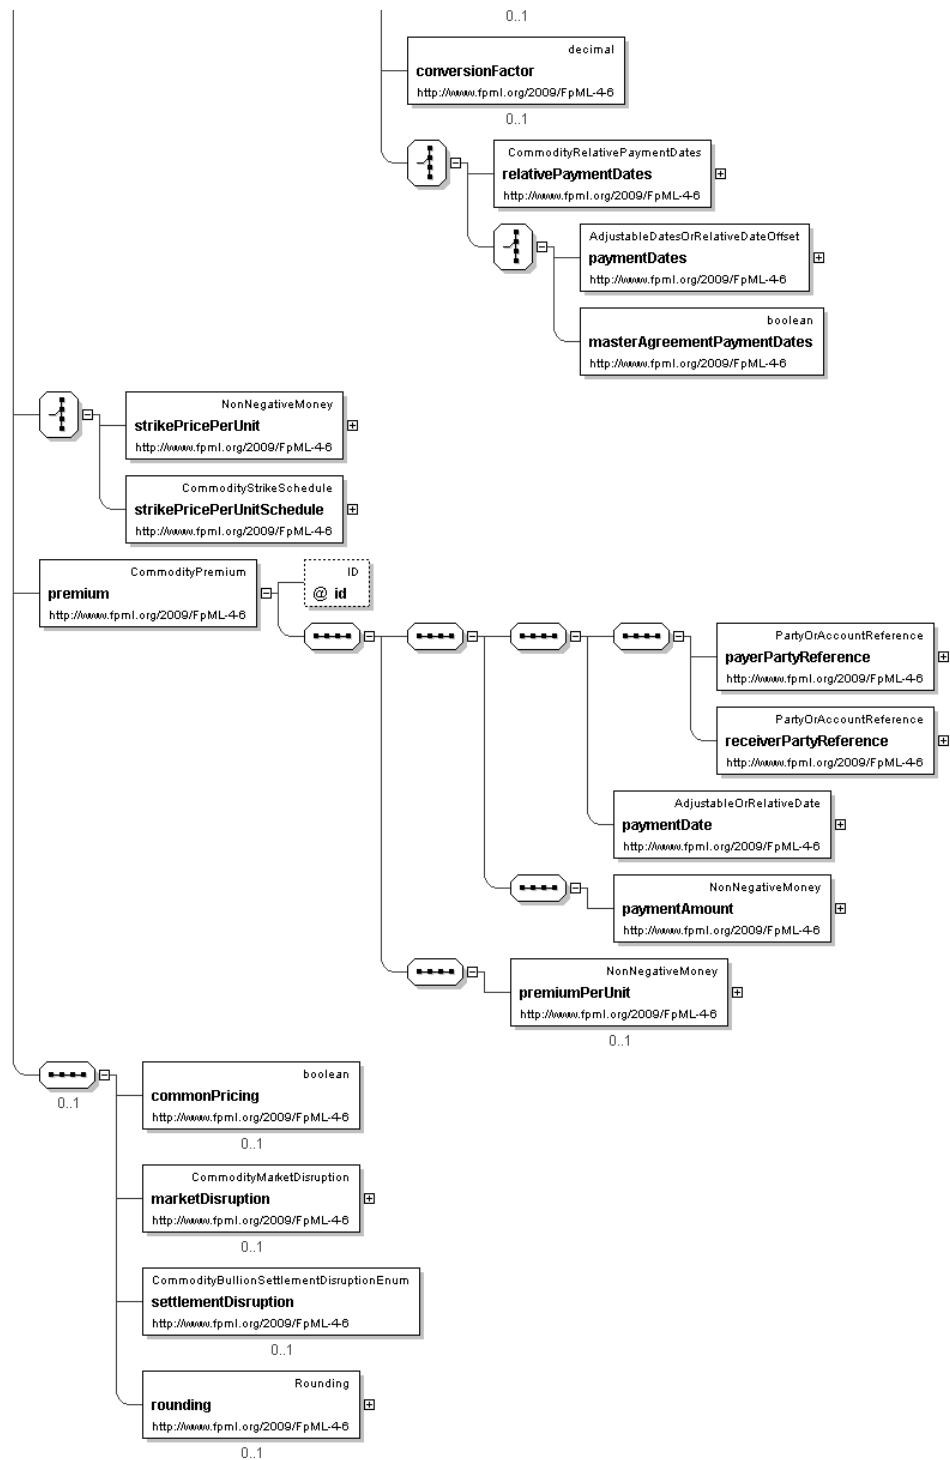 0..1
decimal
conversionFactor
http://www.fpml.org/2009/FpML-4-6
0..1
CommodityRelativePaymentDates
relativePaymentDates
http://www.fpml.org/2009/FpML-4-6
AdjustableDatesOrRelativeDateOffset
paymentDates
http://www.fpml.org/2009/FpML-4-6
boolean
masterAgreementPaymentDates
http://www.fpml.org/2009/FpML-4-6
NonNegativeMoney
strikePricePerUnit
http://www.fpml.org/2009/FpML-4-6
CommodityStrikeSchedule
strikePricePerUnitSchedule
http://www.fpml.org/2009/FpML-4-6
CommodityPremium
premium
http://www.fpml.org/2009/FpML-4-6
ID
@ id
PartyOrAccountReference
payerPartyReference
http://www.fpml.org/2009/FpML-4-6
PartyOrAccountReference
receiverPartyReference
http://www.fpml.org/2009/FpML-4-6
AdjustableOrRelativeDate
paymentDate
http://www.fpml.org/2009/FpML-4-6
NonNegativeMoney
paymentAmount
http://www.fpml.org/2009/FpML-4-6
NonNegativeMoney
premiumPerUnit
http://www.fpml.org/2009/FpML-4-6
0..1
0..1
boolean
commonPricing
http://www.fpml.org/2009/FpML-4-6
0..1
CommodityMarketDisruption
marketDisruption
http://www.fpml.org/2009/FpML-4-6
0..1
CommodityBullionSettlementDisruptionEnum
settlementDisruption
http://www.fpml.org/2009/FpML-4-6
0..1
Rounding
rounding
http://www.fpml.org/2009/FpML-4-6
0..1